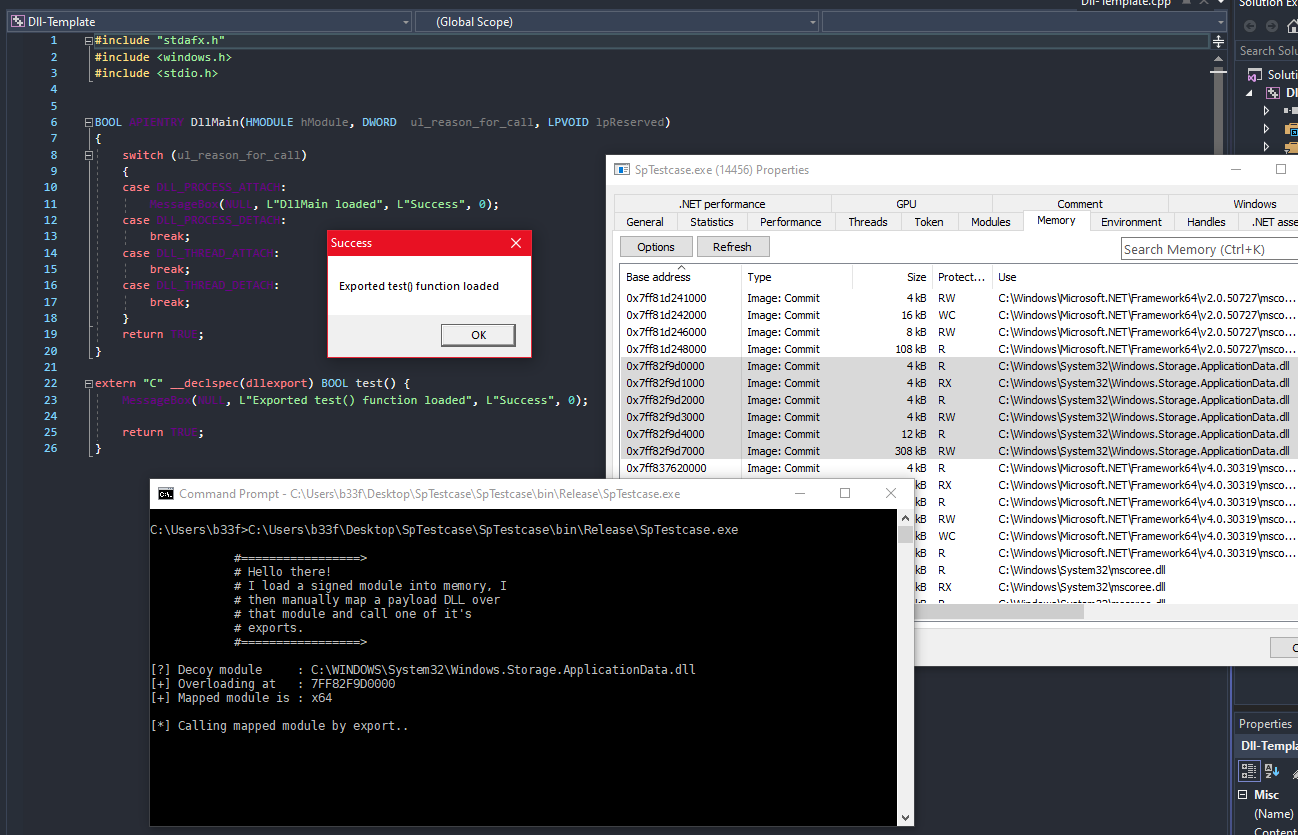 Dll-Template
(Global Scope)
Dll-Template.cpp
Solution Ex
Search Solu
Soluti
Dl
1 #include "stdafx.h"
2 #include <windows.h>
3 #include <stdio.h>
4
5
6 BOOL APIENTRY DllMain(HMODULE hModule, DWORD ul_reason_for_call, LPVOID lpReserved)
7 {
8 switch (ul_reason_for_call)
9 {
10 case DLL_PROCESS_ATTACH:
11 MessageBox(NULL, L"DllMain loaded", L"Success", 0);
12 case DLL_PROCESS_DETACH:
13 break;
14 case DLL_THREAD_ATTACH:
15 break;
16 case DLL_THREAD_DETACH:
17 break;
18 }
19 return TRUE;
20 }
21
22 extern "C" __declspec(dllexport) BOOL test() {
23 MessageBox(NULL, L"Exported test() function loaded", L"Success", 0);
24
25 return TRUE;
26 }
Success
Exported test() function loaded
OK
SpTestcase.exe (14456) Properties
.NET performance GPU Comment Windows
General Statistics Performance Threads Token Modules Memory Environment Handles .NET asse
Options Refresh Search Memory (Ctrl+K)
Base address Type Size Protect... Use
0x7ff81d241000 Image: Commit 4 kB RW C:\Windows\Microsoft.NET\Framework64\v2.0.50727\msco...
0x7ff81d242000 Image: Commit 16 kB WC C:\Windows\Microsoft.NET\Framework64\v2.0.50727\msco...
0x7ff81d246000 Image: Commit 8 kB RW C:\Windows\Microsoft.NET\Framework64\v2.0.50727\msco...
0x7ff81d248000 Image: Commit 108 kB R C:\Windows\Microsoft.NET\Framework64\v2.0.50727\msco...
0x7ff82f9d0000 Image: Commit 4 kB R C:\Windows\System32\Windows.Storage.ApplicationData.dll
0x7ff82f9d1000 Image: Commit 4 kB RX C:\Windows\System32\Windows.Storage.ApplicationData.dll
0x7ff82f9d2000 Image: Commit 4 kB R C:\Windows\System32\Windows.Storage.ApplicationData.dll
0x7ff82f9d3000 Image: Commit 4 kB RW C:\Windows\System32\Windows.Storage.ApplicationData.dll
0x7ff82f9d4000 Image: Commit 12 kB R C:\Windows\System32\Windows.Storage.ApplicationData.dll
0x7ff82f9d7000 Image: Commit 308 kB RW C:\Windows\System32\Windows.Storage.ApplicationData.dll
0x7ff837620000 Image: Commit 4 kB R C:\Windows\Microsoft.NET\Framework64\v4.0.30319\msco...
kB RX C:\Windows\Microsoft.NET\Framework64\v4.0.30319\msco...
kB R C:\Windows\Microsoft.NET\Framework64\v4.0.30319\msco...
kB RW C:\Windows\Microsoft.NET\Framework64\v4.0.30319\msco...
kB WC C:\Windows\Microsoft.NET\Framework64\v4.0.30319\msco...
kB R C:\Windows\Microsoft.NET\Framework64\v4.0.30319\msco...
kB R C:\Windows\System32\mscoree.dll
kB RX C:\Windows\System32\mscoree.dll
kB R C:\Windows\System32\mscoree.dll
C
Command Prompt - C:\Users\b33f\Desktop\SpTestcase\SpTestcase\bin\Release\SpTestcase.exe
C:\Users\b33f>C:\Users\b33f\Desktop\SpTestcase\SpTestcase\bin\Release\SpTestcase.exe
#=================>
# Hello there!
# I load a signed module into memory, I
# then manually map a payload DLL over
# that module and call one of it's
# exports.
#=================>
[?] Decoy module : C:\WINDOWS\System32\Windows.Storage.ApplicationData.dll
[+] Overloading at : 7FF82F9D0000
[+] Mapped module is : x64
[*] Calling mapped module by export..
Properties
Dll-Templa
Misc
(Name)
Content